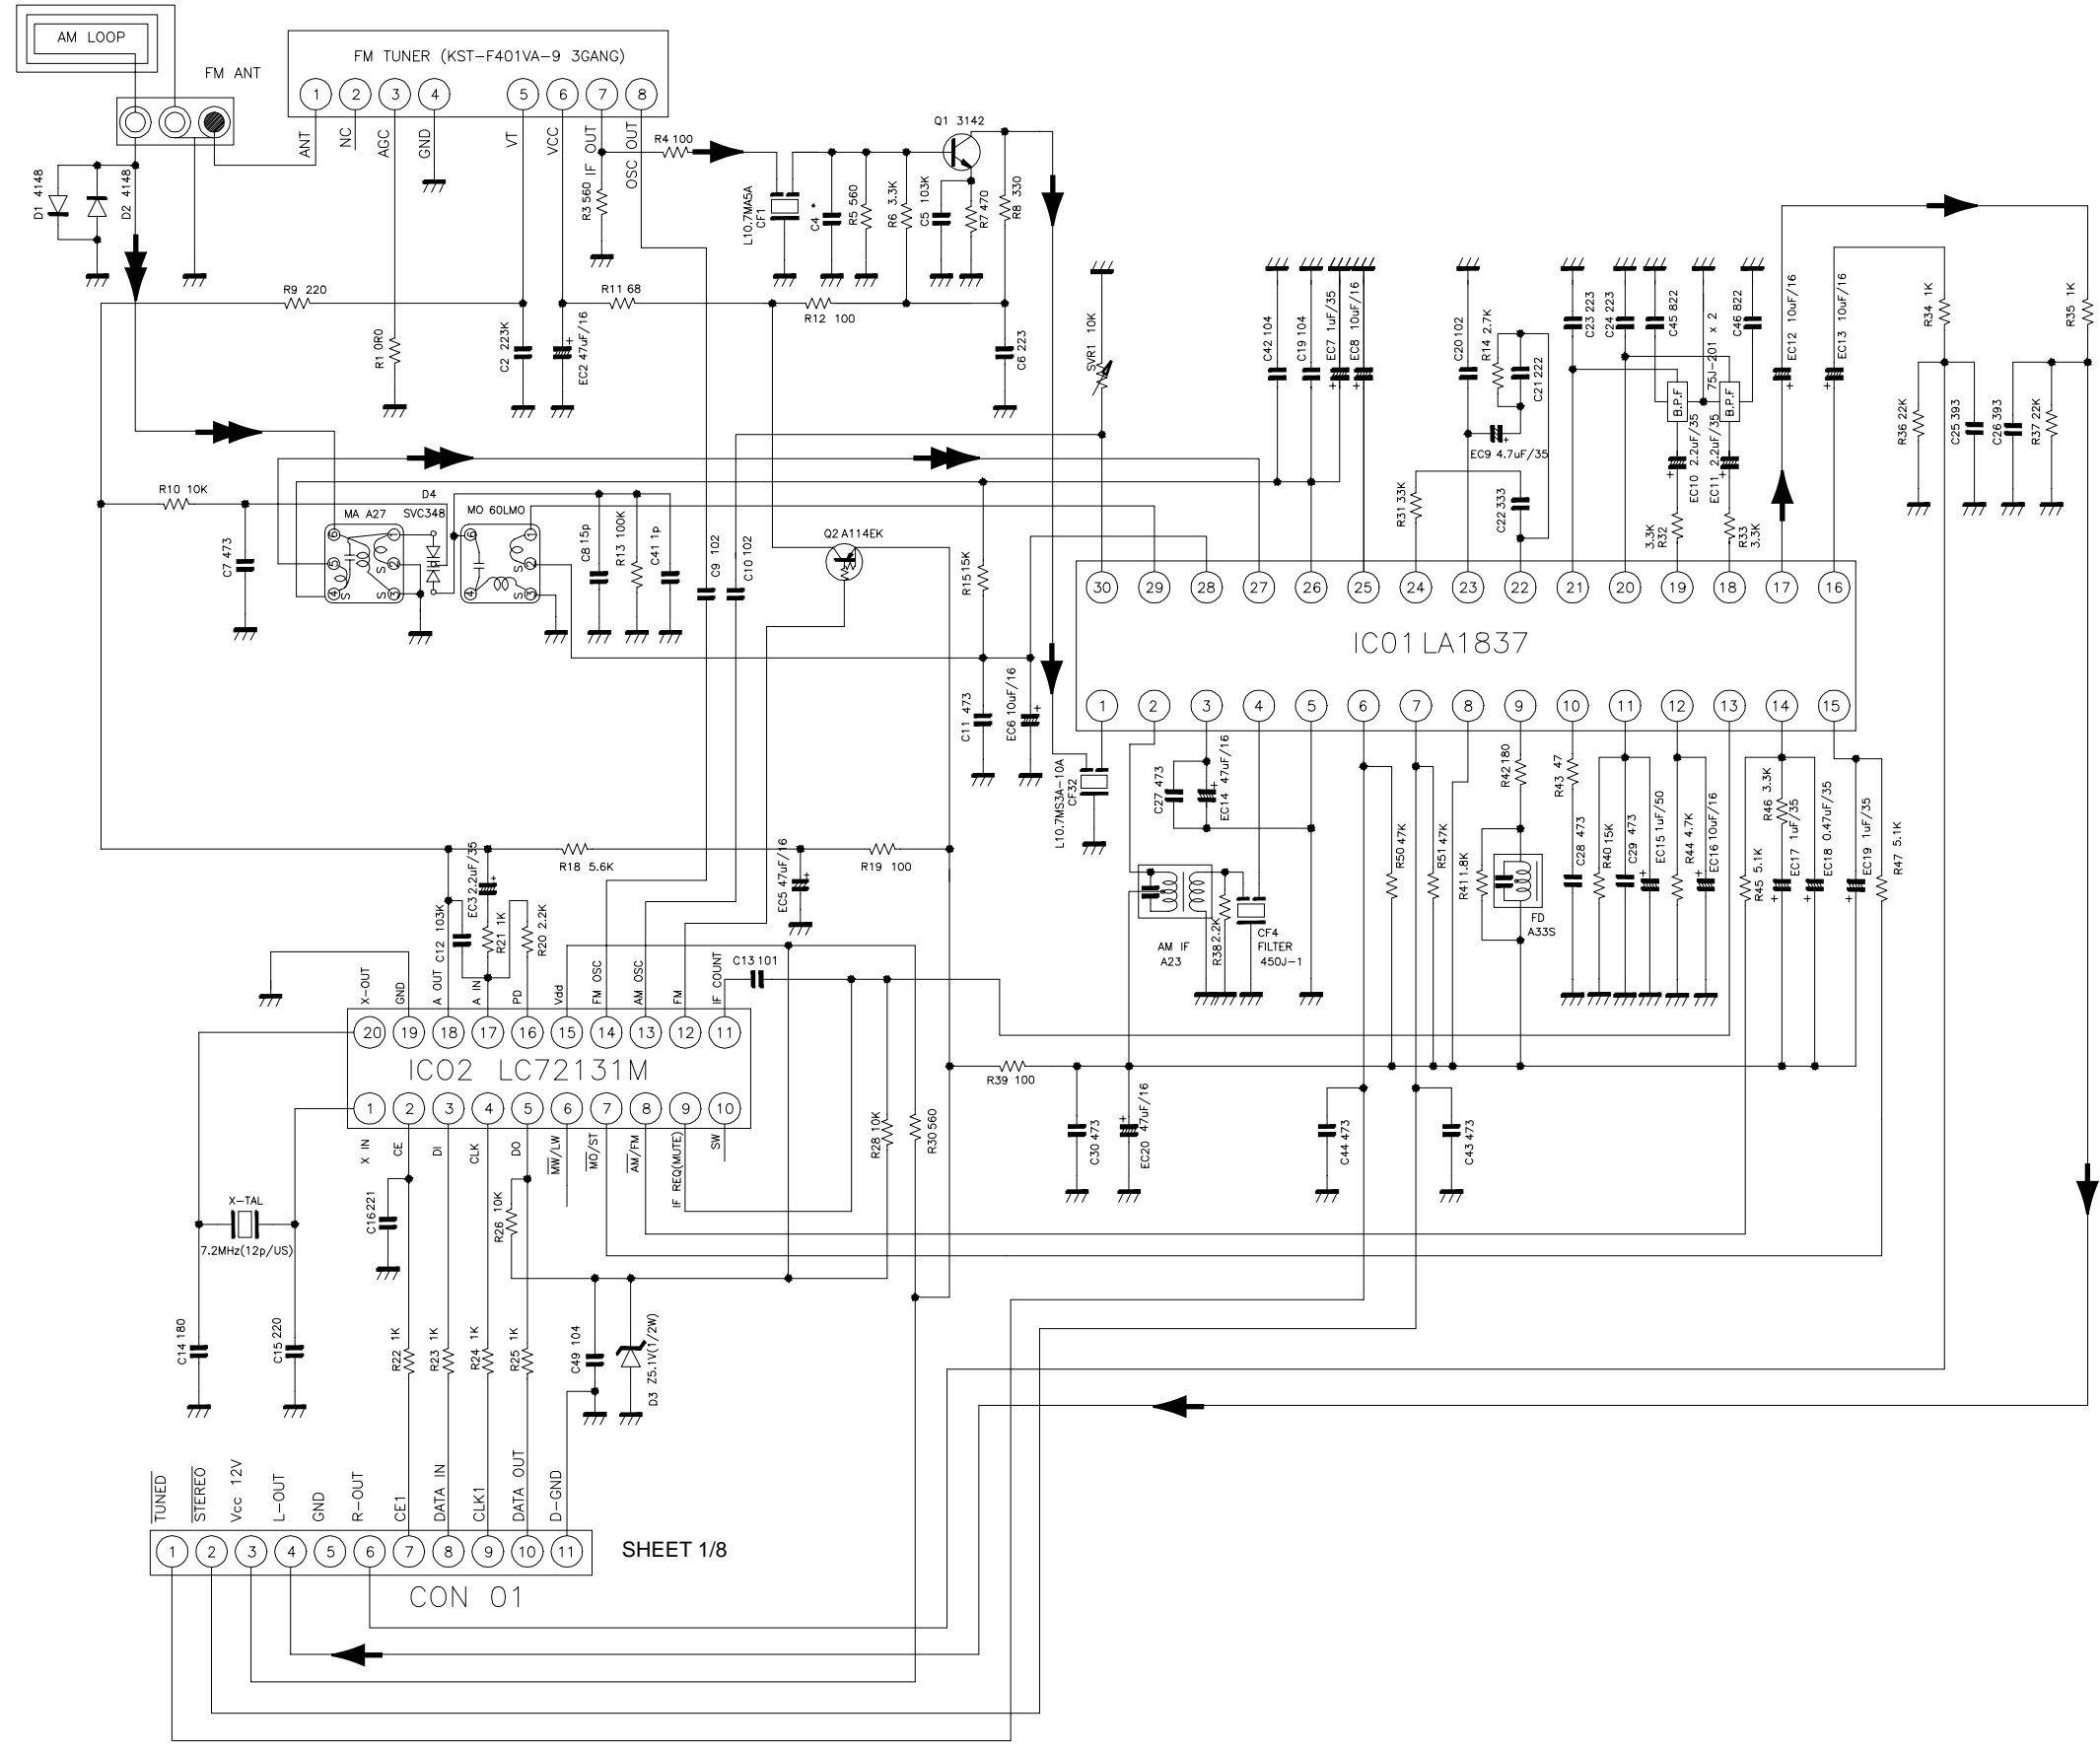 AM LOOP
FM ANT
FM TUNER (KST-F401VA-9 3GANG)
1 2 3 4 5 6 7 8
ANT
NC
AGC
GND
VT
VCC
IF OUT
OSC OUT
D1 4148
D2 4148
R3 560
R4 100
L10.7MA5A
CF1
C4 *
R5 560
R6 3.3K
C5 103K
Q1 3142
R7 470
R8 330
R9 220
R11 68
R12 100
R1 0R0
C2 223K
EC2 47uF/16
C6 223
SVR1 10K
C42 104
C19 104
EC7 1uF/35
EC8 10uF/16
C20 102
R14 2.7K
C21 222
EC9 4.7uF/35
C23 223
C24 223
C45 822
75J-201 x 2
C46 822
B.P.F
B.P.F
EC10 2.2uF/35
EC11 2.2uF/35
EC12 10uF/16
EC13 10uF/16
R34 1K
R35 1K
R36 22K
C25 393
C26 393
R37 22K
R31 33K
C22 333
3.3K
R32
R33
3.3K
R10 10K
C7 473
MA A27
D4
SVC348
MO 60LMO
6 1 5 2 4 3
S S S
6 1 2 4 3
S S
C8 15p
R13 100K
C41 1p
C9 102
C10 102
Q2 A114EK
R15 15K
C11 473
EC6 10uF/16
30 29 28 27 26 25 24 23 22 21 20 19 18 17 16
IC01 LA1837
1 2 3 4 5 6 7 8 9 10 11 12 13 14 15
L10.7MS3A-10A
CF32
C27 473
EC14 47uF/16
R50 47K
R51 47K
R42 180
R41 1.8K
FD
A33S
R43 47
C28 473
R40 15K
C29 473
EC15 1uF/50
R44 4.7K
EC16 10uF/16
R45 5.1K
R46 3.3K
EC17 1uF/35
EC18 0.47uF/35
EC19 1uF/35
R47 5.1K
AM IF
A23
R38 2.2K
CF4
FILTER
450J-1
R18 5.6K
R19 100
EC5 47uF/16
EC3 2.2uF/35
C12 103K
R21 1K
R20 2.2K
C13 101
X-OUT
GND
A OUT
A IN
PD
Vdd
FM OSC
AM OSC
FM
IF COUNT
20 19 18 17 16 15 14 13 12 11
ICO2 LC72131M
1 2 3 4 5 6 7 8 9 10
X IN
CE
DI
CLK
DO
MW/LW
MO/ST
AM/FM
IF REQ(MUTE)
SW
R28 10K
R30 560
R39 100
C30 473
EC20 47uF/16
C44 473
C43 473
X-TAL
7.2MHz(12p/US)
C16 221
R26 10K
C14 180
C15 220
R22 1K
R23 1K
R24 1K
R25 1K
C49 104
D3 Z5.1V(1/2W)
TUNED
STEREO
Vcc 12V
L-OUT
GND
R-OUT
CE1
DATA IN
CLK1
DATA OUT
D-GND
1 2 3 4 5 6 7 8 9 10 11
SHEET 1/8
CON 01